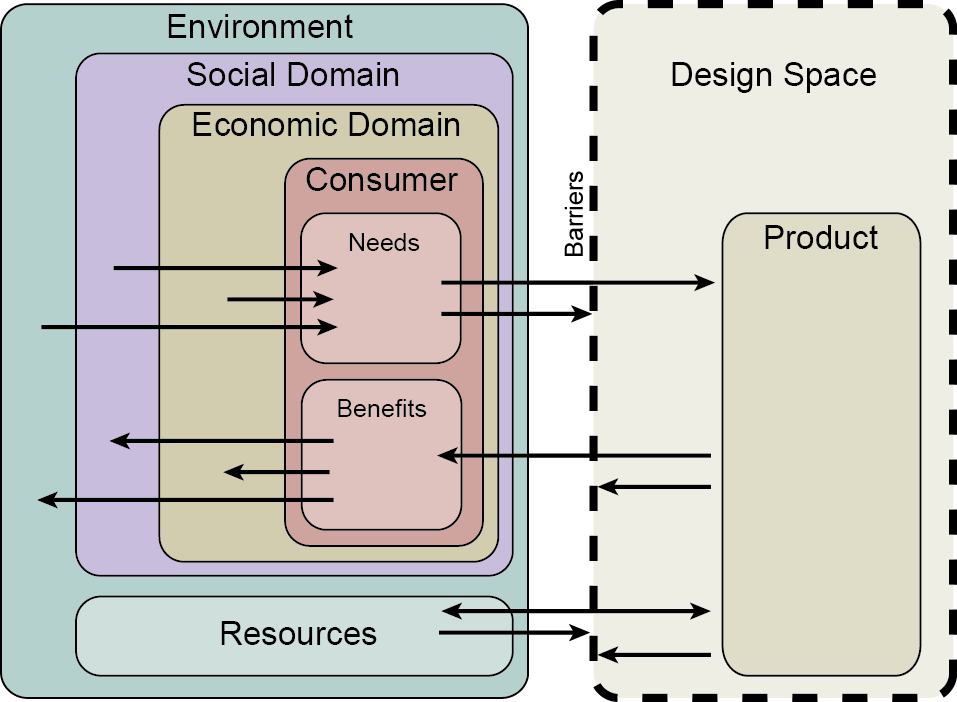 Environment
Social Domain
Economic Domain
Consumer
Needs
Benefits
Resources
Barriers
Design Space
Product